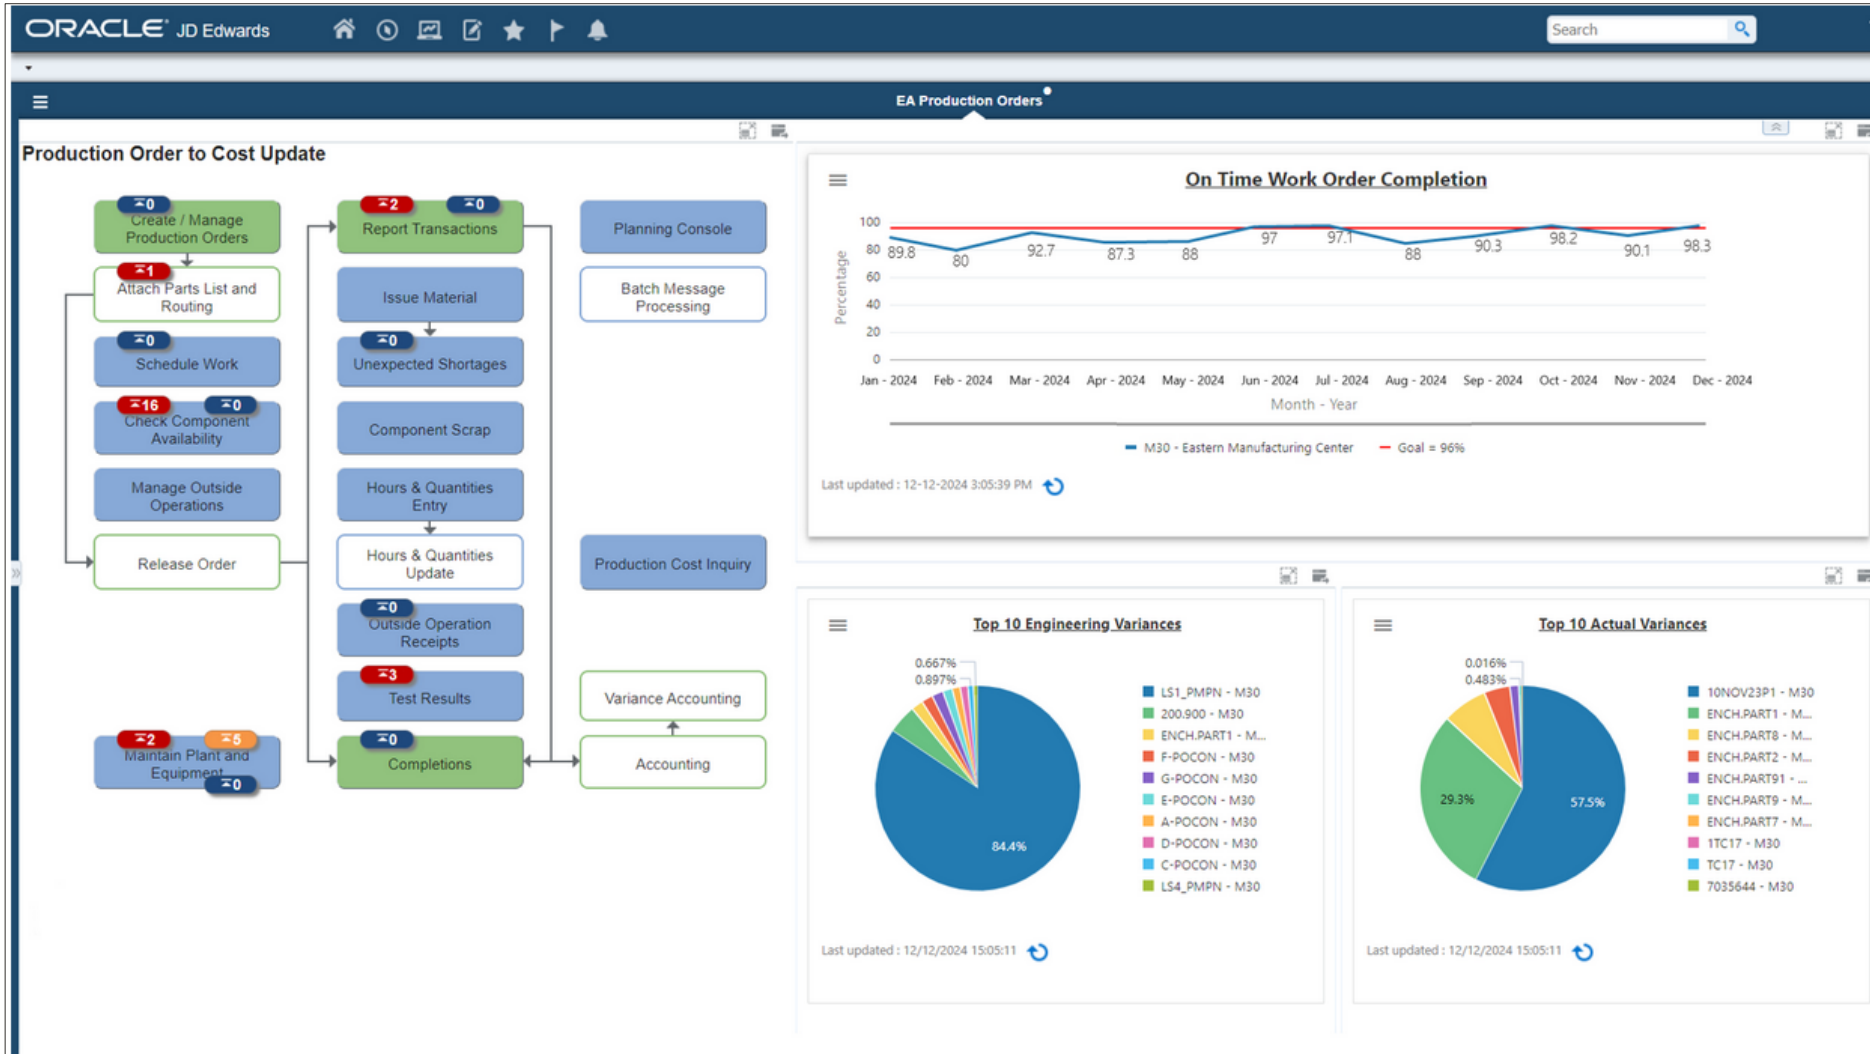 ORACLE JD Edwards
Search
EA Production Orders
Production Order to Cost Update
0
Create / Manage
Production Orders
1
Attach Parts List and
Routing
0
Schedule Work
16
0
Check Component
Availability
Manage Outside
Operations
Release Order
2
5
Maintain Plant and
Equipment
0
2
0
Report Transactions
Issue Material
0
Unexpected Shortages
Component Scrap
Hours & Quantities
Entry
Hours & Quantities
Update
0
Outside Operation
Receipts
3
Test Results
0
Completions
Planning Console
Batch Message
Processing
Production Cost Inquiry
Variance Accounting
Accounting
On Time Work Order Completion
Percentage
100
80
60
40
20
0
89.8
80
92.7
87.3
88
97
97.1
88
90.3
98.2
90.1
98.3
Jan - 2024
Feb - 2024
Mar - 2024
Apr - 2024
May - 2024
Jun - 2024
Jul - 2024
Aug - 2024
Sep - 2024
Oct - 2024
Nov - 2024
Dec - 2024
Month - Year
M30 - Eastern Manufacturing Center
Goal = 96%
Last updated : 12-12-2024 3:05:39 PM
Top 10 Engineering Variances
0.667%
0.897%
84.4%
LS1_PMPN - M30
200.900 - M30
ENCH.PART1 - M...
F-POCON - M30
G-POCON - M30
E-POCON - M30
A-POCON - M30
D-POCON - M30
C-POCON - M30
LS4_PMPN - M30
Last updated : 12/12/2024 15:05:11
Top 10 Actual Variances
0.016%
0.483%
29.3%
57.5%
10NOV23P1 - M30
ENCH.PART1 - M...
ENCH.PART8 - M...
ENCH.PART2 - M...
ENCH.PART91 - ...
ENCH.PART9 - M...
ENCH.PART7 - M...
1TC17 - M30
TC17 - M30
7035644 - M30
Last updated : 12/12/2024 15:05:11